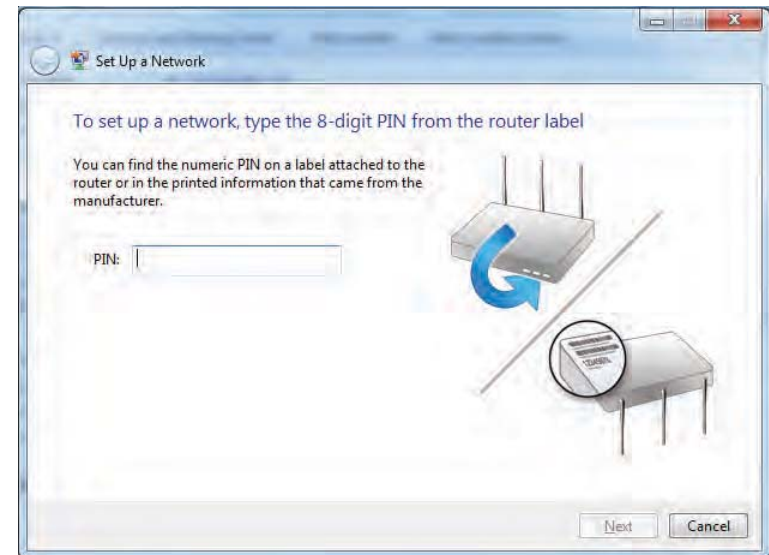 Set Up a Network
To set up a network, type the 8-digit PIN from the router label
You can find the numeric PIN on a label attached to the
router or in the printed information that came from the
manufacturer.
PIN:
Next
Cancel